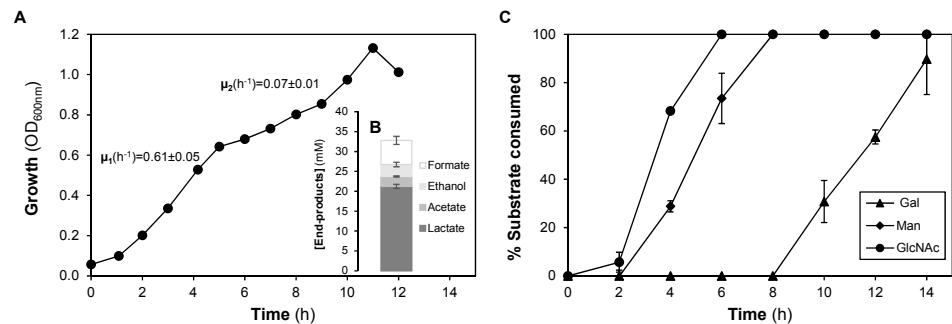 A
Growth (OD600nm)
1.2
1.0
0.8
0.6
0.4
0.2
0.0
0 2 4 6 8 10 12 14
Time (h)
μ1(h-1)=0.61±0.05
μ2(h-1)=0.07±0.01
B
[End-products] (mM)
40
35
30
25
20
15
10
5
0
Formate
Ethanol
Acetate
Lactate
C
% Substrate consumed
100
80
60
40
20
0
0 2 4 6 8 10 12 14
Time (h)
Gal
Man
GlcNAc